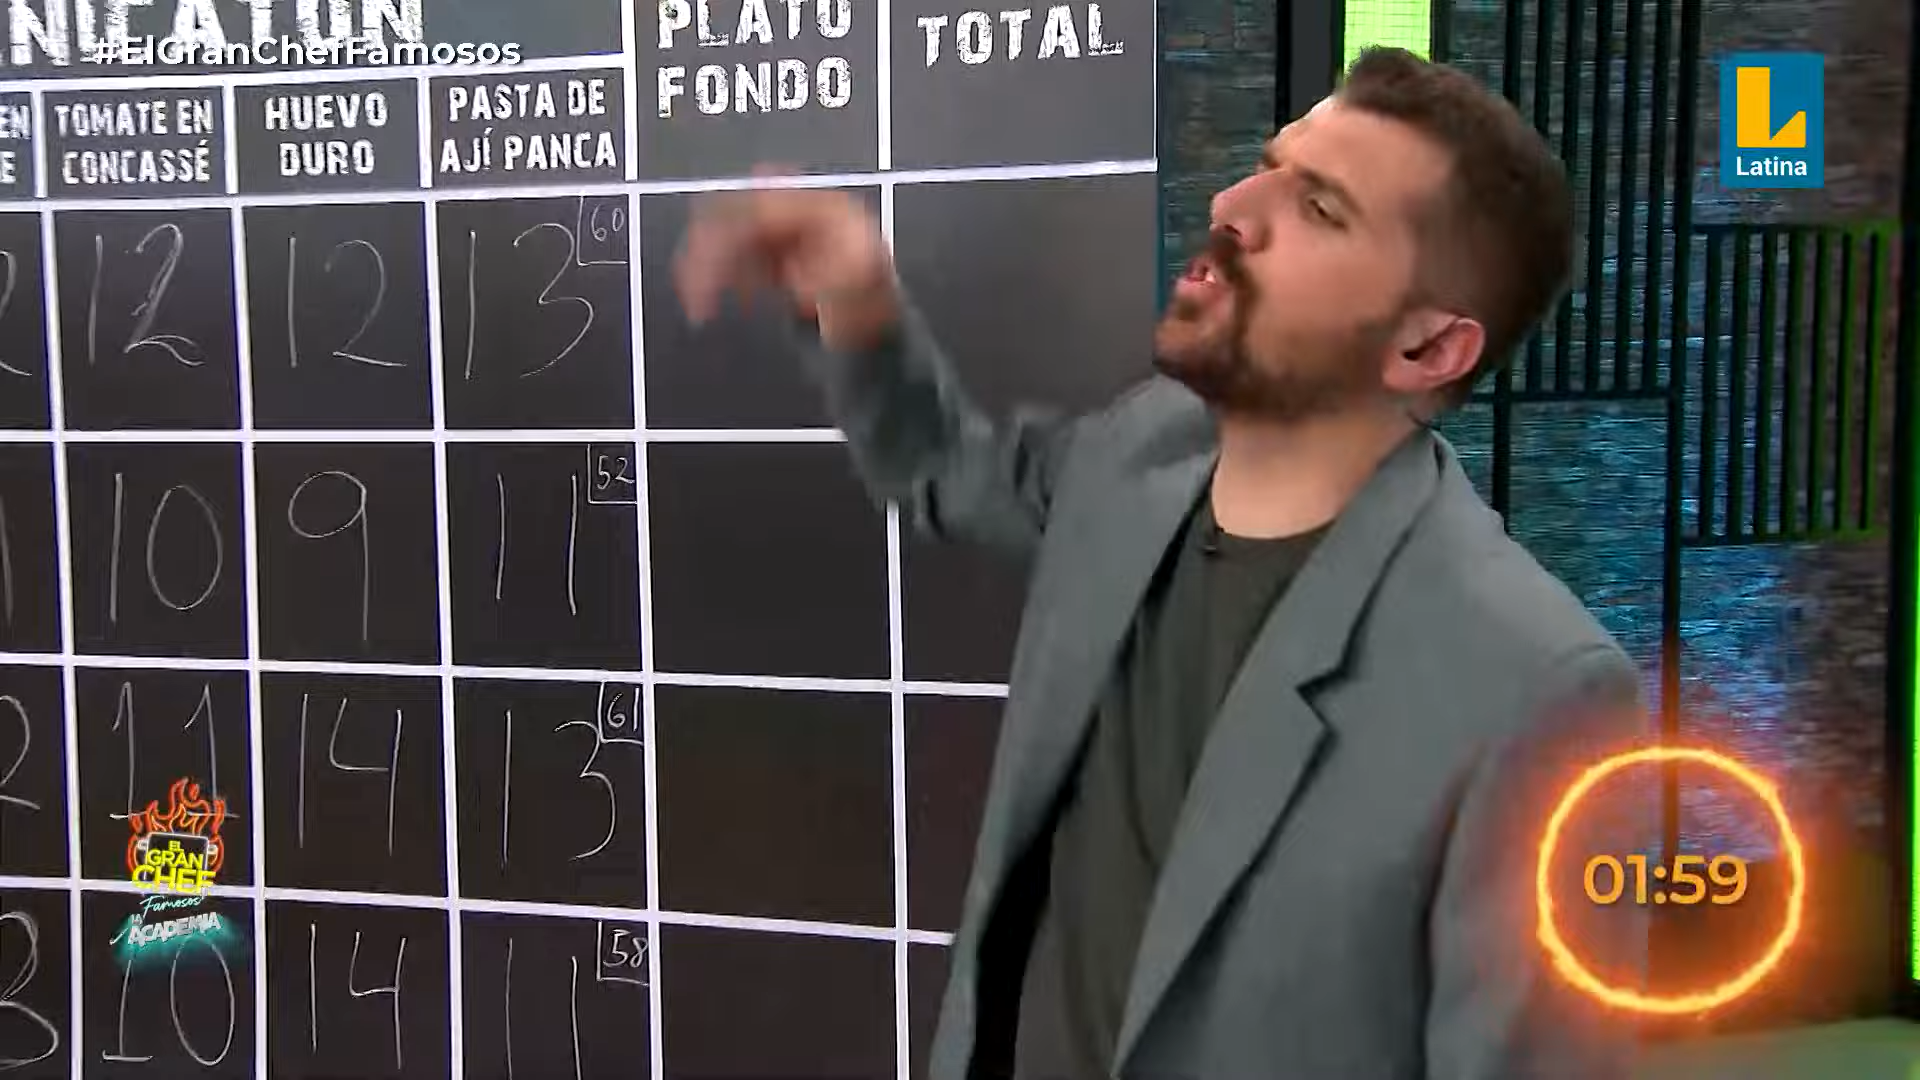 #ElGranChefFamosos
PLATO
FONDO
TOTAL
TOMATE EN
CONCASSÉ
HUEVO
DURO
PASTA DE
AJÍ PANCA
Latina
12 12 13 60
10 9 11 52
11 14 13 61
10 14 11 58
EL
GRAN
CHEF
Famosos
LA
ACADEMIA
01:59